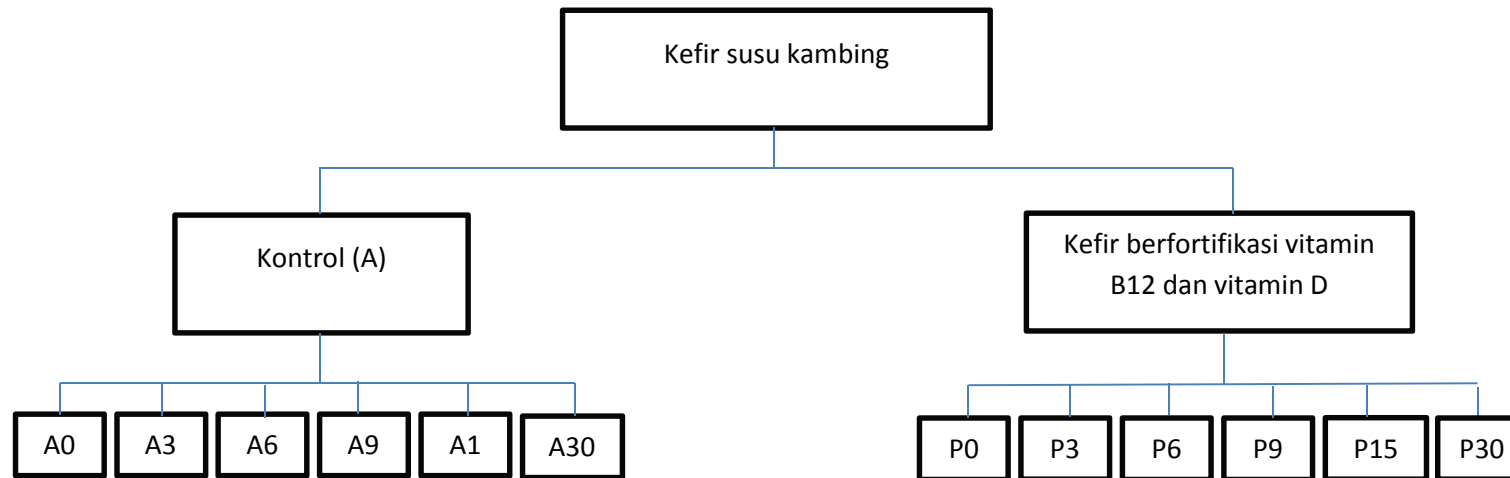 Kefir susu kambing
Kontrol (A)
Kefir berfortifikasi vitamin
B12 dan vitamin D
A0
A3
A6
A9
A1
A30
P0
P3
P6
P9
P15
P30